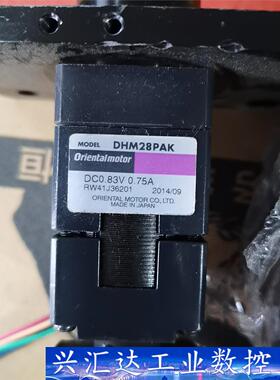 MODEL DHM28PAK
Orientalmotor
DC0.83V 0.75A
RW41J36201 2014/09
ORIENTAL MOTOR CO.,LTD.
MADE IN JAPAN
恒
兴汇达工业数控